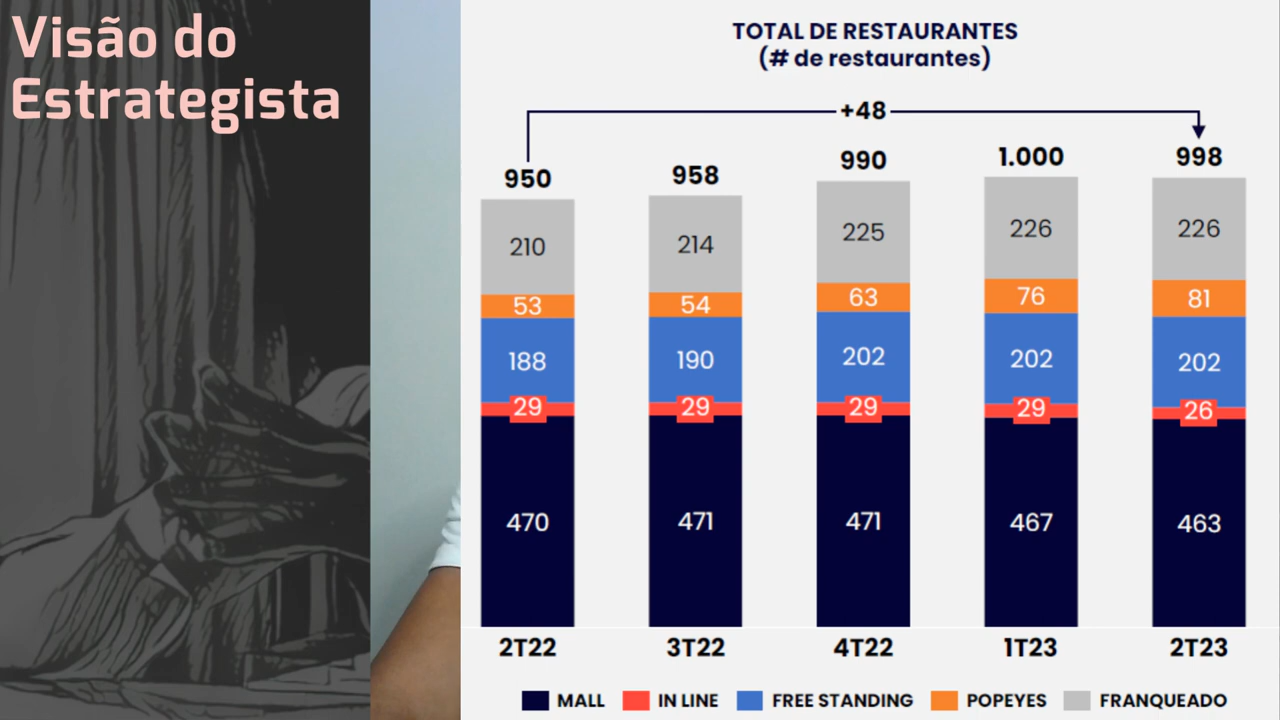 Visão do
Estrategista
TOTAL DE RESTAURANTES
(# de restaurantes)
+48
950 958 990 1.000 998
210 214 225 226 226
53 54 63 76 81
188 190 202 202 202
29 29 29 29 26
470 471 471 467 463
2T22 3T22 4T22 1T23 2T23
MALL IN LINE FREE STANDING POPEYES FRANQUEADO